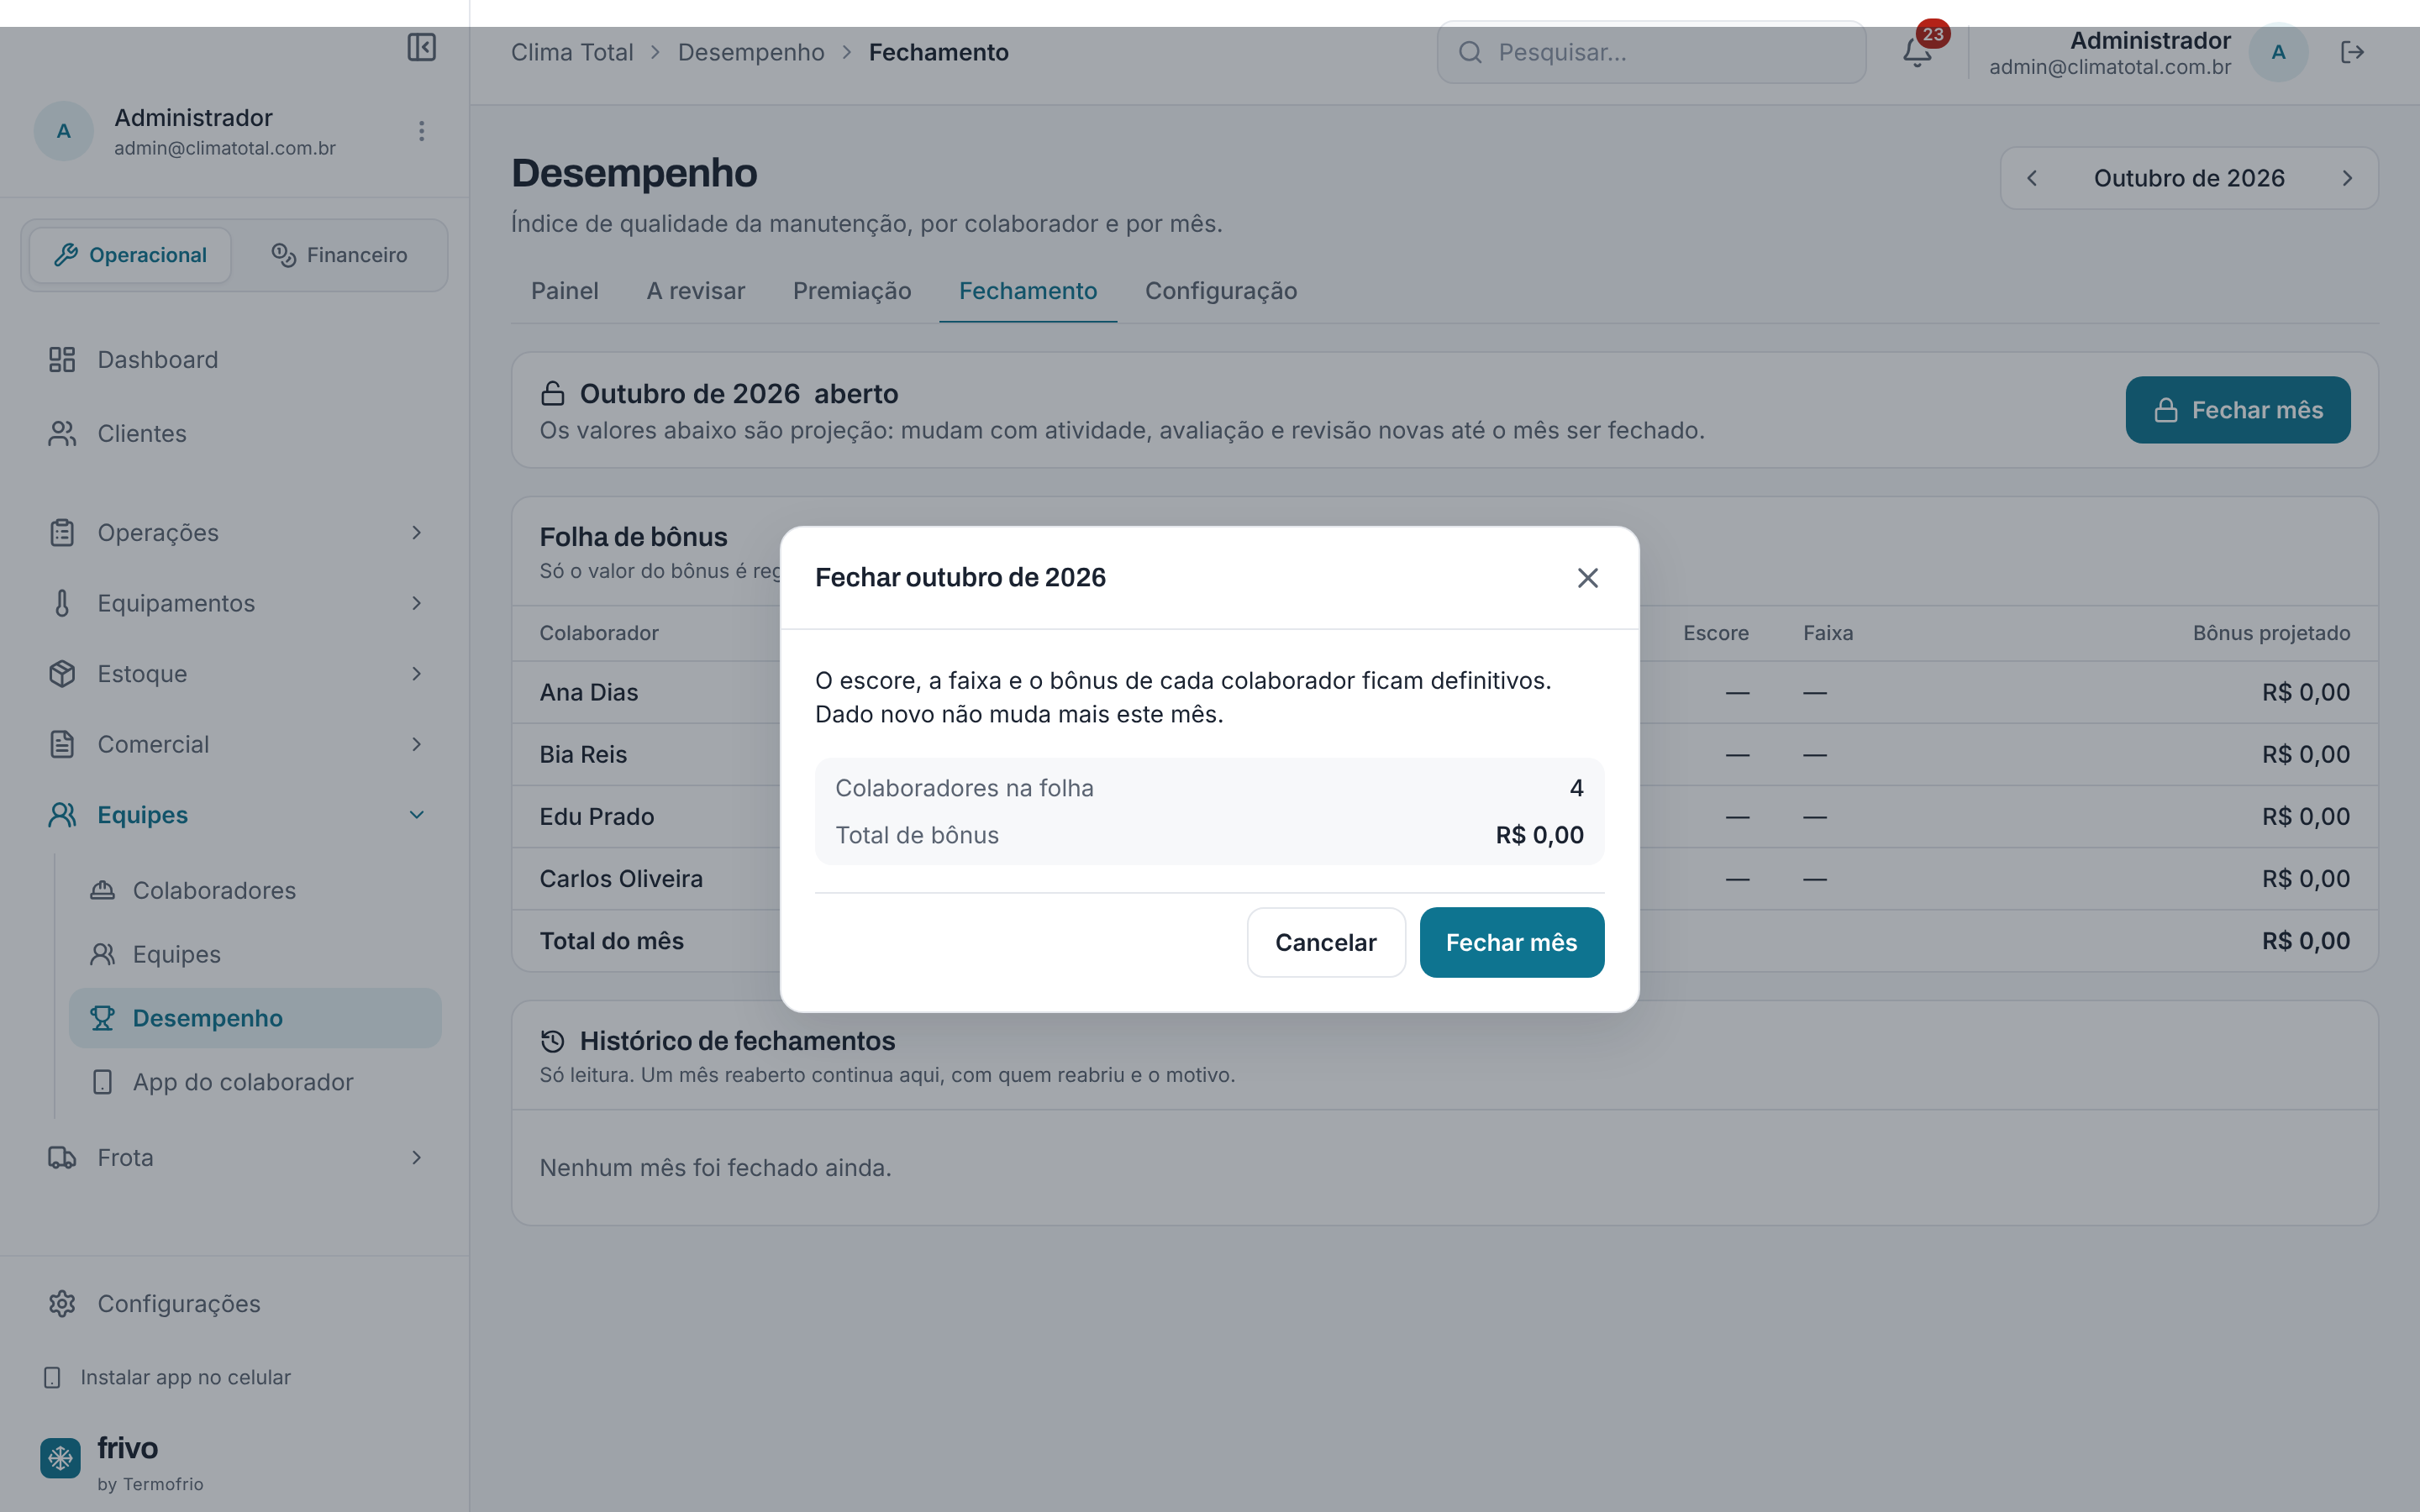 Clima Total > Desempenho > Fechamento
Pesquisar...
23
Administrador
admin@climatotal.com.br
A
A
Administrador
admin@climatotal.com.br
Operacional
Financeiro
Dashboard
Clientes
Operações
Equipamentos
Estoque
Comercial
Equipes
Colaboradores
Equipes
Desempenho
App do colaborador
Frota
Configurações
Instalar app no celular
frivo
by Termofrio
Desempenho
Índice de qualidade da manutenção, por colaborador e por mês.
Outubro de 2026
Painel A revisar Premiação Fechamento Configuração
Outubro de 2026 aberto
Os valores abaixo são projeção: mudam com atividade, avaliação e revisão novas até o mês ser fechado.
Fechar mês
Folha de bônus
Só o valor do bônus é
Colaborador Escore Faixa Bônus projetado
Ana Dias — — R$ 0,00
Bia Reis — — R$ 0,00
Edu Prado — — R$ 0,00
Carlos Oliveira — — R$ 0,00
Total do mês R$ 0,00
Fechar outubro de 2026
O escore, a faixa e o bônus de cada colaborador ficam definitivos.
Dado novo não muda mais este mês.
Colaboradores na folha 4
Total de bônus R$ 0,00
Cancelar
Fechar mês
Histórico de fechamentos
Só leitura. Um mês reaberto continua aqui, com quem reabriu e o motivo.
Nenhum mês foi fechado ainda.